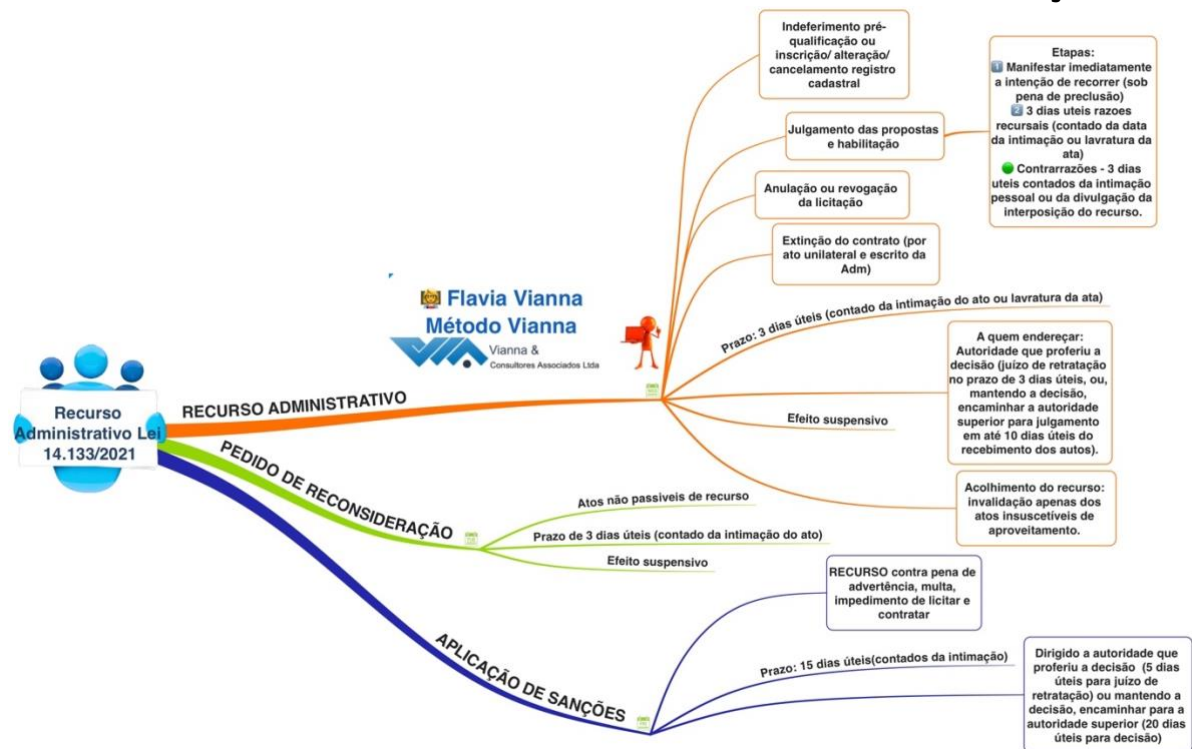 Indeferimento pré-
qualificação ou
inscrição/ alteração/
cancelamento registro
cadastral
Etapas:
1 Manifestar imediatamente
a intenção de recorrer (sob
pena de preclusão)
2 3 dias uteis razoes
recursais (contado da data
da intimação ou lavratura da
ata)
Contrarrazões - 3 dias
uteis contados da intimação
pessoal ou da divulgação da
interposição do recurso.
Julgamento das propostas
e habilitação
Anulação ou revogação
da licitação
Extinção do contrato (por
ato unilateral e escrito da
Adm)
Flavia Vianna
Método Vianna
VIA
Vianna &
Consultores Associados Ltda
Prazo: 3 dias úteis (contado da intimação do ato ou lavratura da ata)
A quem endereçar:
Autoridade que proferiu a
decisão (juízo de retratação
no prazo de 3 dias úteis, ou,
mantendo a decisão,
encaminhar a autoridade
superior para julgamento
em até 10 dias úteis do
recebimento dos autos).
Efeito suspensivo
Acolhimento do recurso:
invalidação apenas dos
atos insuscetíveis de
aproveitamento.
Recurso
Administrativo Lei
14.133/2021
RECURSO ADMINISTRATIVO
PEDIDO DE RECONSIDERAÇÃO
Atos não passiveis de recurso
Prazo de 3 dias úteis (contado da intimação do ato)
Efeito suspensivo
APLICAÇÃO DE SANÇÕES
RECURSO contra pena de
advertência, multa,
impedimento de licitar e
contratar
Prazo: 15 dias úteis(contados da intimação)
Dirigido a autoridade que
proferiu a decisão (5 dias
úteis para juízo de
retratação) ou mantendo a
decisão, encaminhar para a
autoridade superior (20 dias
úteis para decisão)